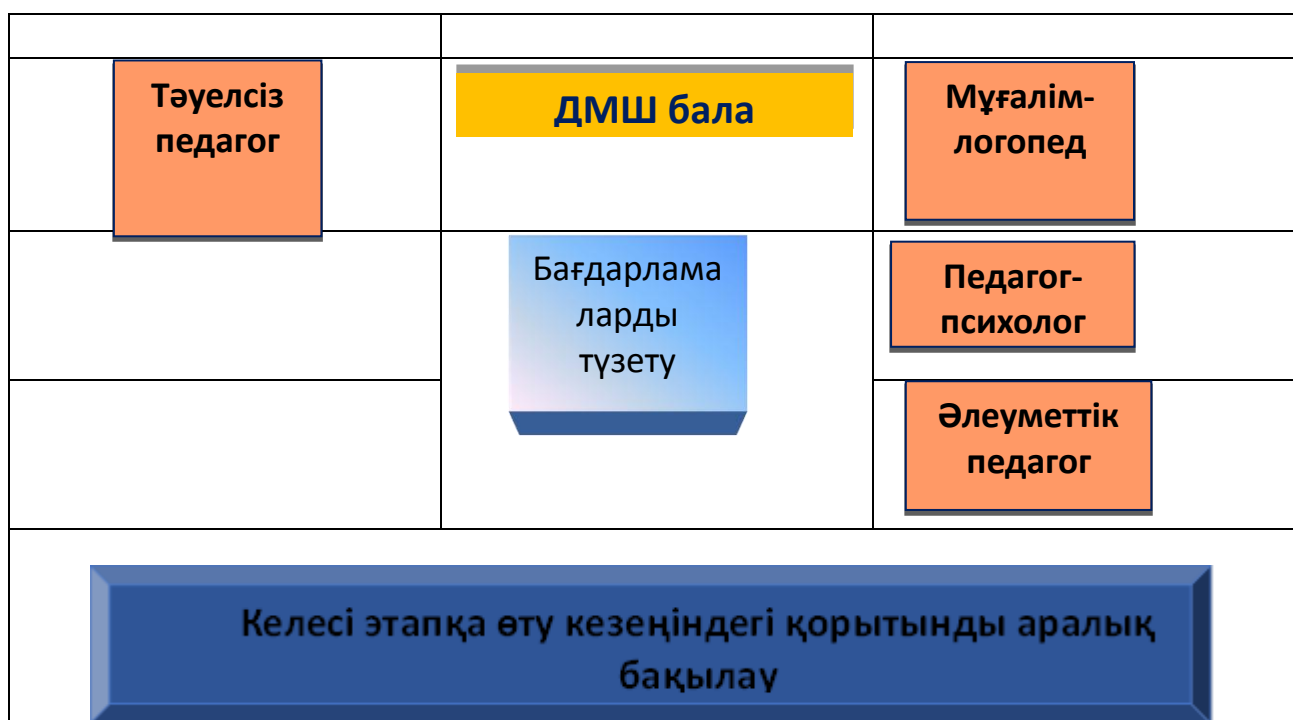 Тәуелсіз
педагог
ДМШ бала
Мұғалім-
логопед
Бағдарлама
ларды
түзету
Педагог-
психолог
Әлеуметтік
педагог
Келесі этапқа өту кезеңіндегі қорытынды аралық
бақылау